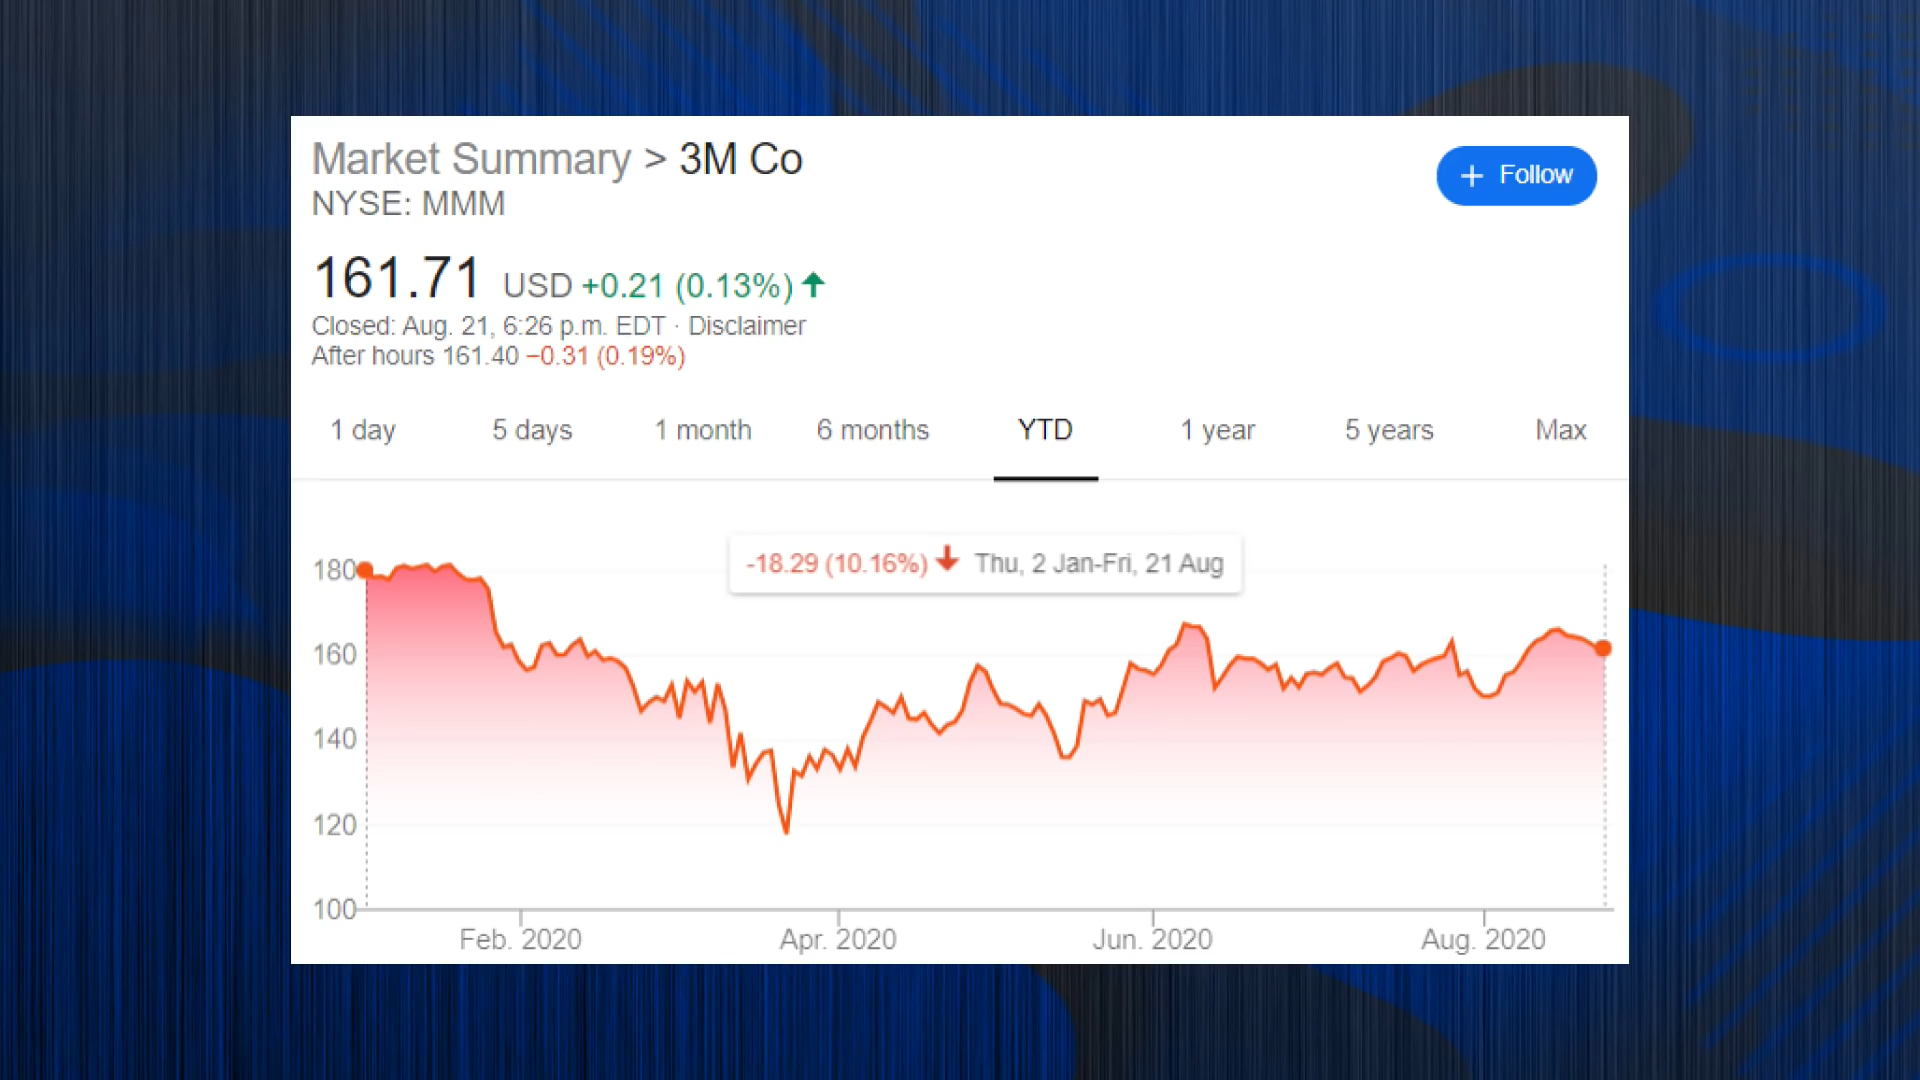 Market Summary > 3M Co
NYSE: MMM
+ Follow
161.71 USD +0.21 (0.13%) ↑
Closed: Aug. 21, 6:26 p.m. EDT · Disclaimer
After hours 161.40 −0.31 (0.19%)
1 day 5 days 1 month 6 months YTD 1 year 5 years Max
-18.29 (10.16%) ↓ Thu, 2 Jan-Fri, 21 Aug
180
160
140
120
100
Feb. 2020 Apr. 2020 Jun. 2020 Aug. 2020